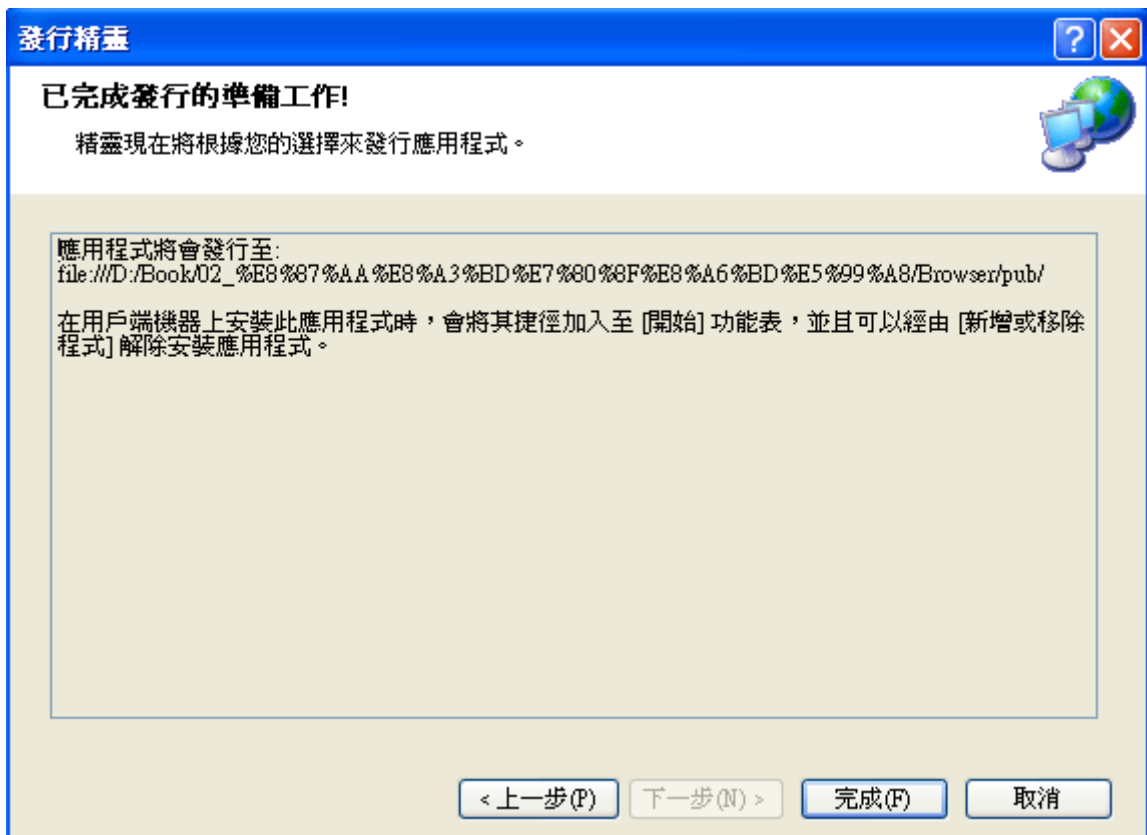 發行精靈
已完成發行的準備工作!
精靈現在將根據您的選擇來發行應用程式。
應用程式將會發行至:
file:///D:/Book/02_%E8%87%AA%E8%A3%BD%E7%80%8F%E8%A6%BD%E5%99%A8/Browser/pub/
在用戶端機器上安裝此應用程式時，會將其捷徑加入至 [開始] 功能表，並且可以經由 [新增或移除
程式] 解除安裝應用程式。
< 上一步(P)
下一步(N) >
完成(F)
取消